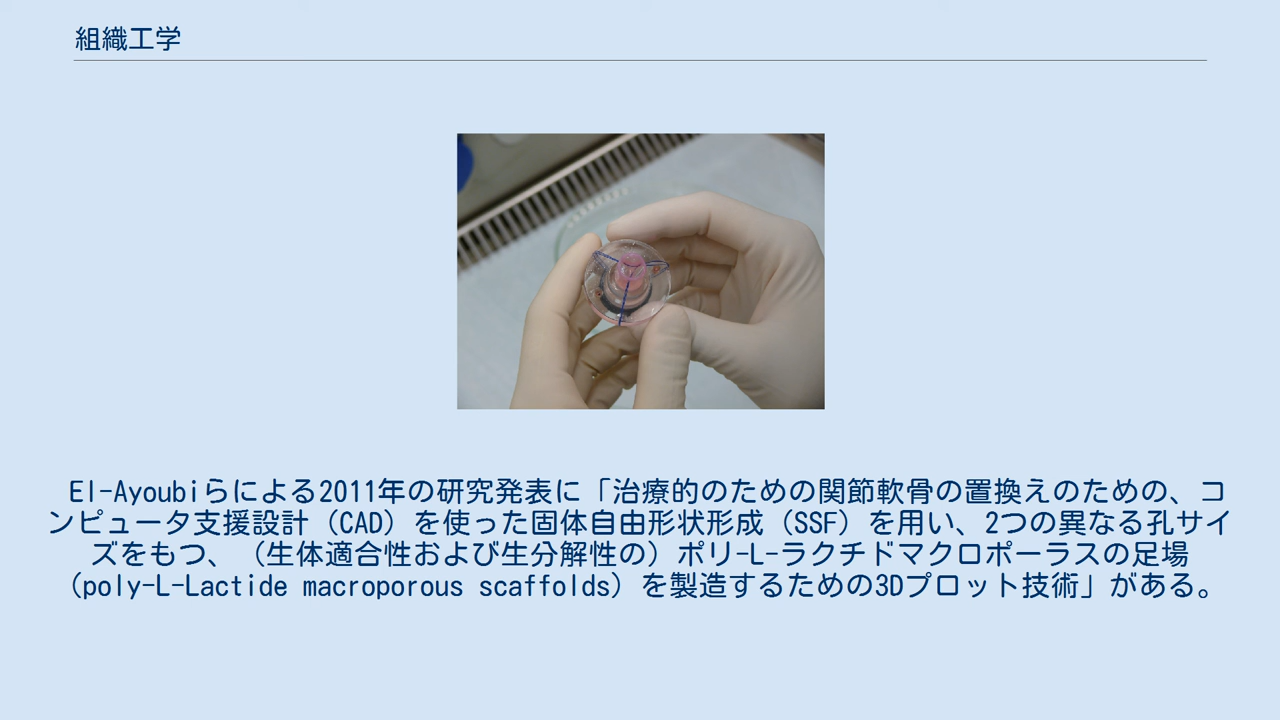 組織工学
El-Ayoubiらによる2011年の研究発表に「治療的のための関節軟骨の置換えのための、コ
ンピュータ支援設計（CAD）を使った固体自由形状形成（SSF）を用い、2つの異なる孔サイ
ズをもつ、（生体適合性および生分解性の）ポリ-L-ラクチドマクロポーラスの足場
（poly-L-Lactide macroporous scaffolds）を製造するための3Dプロット技術」がある。